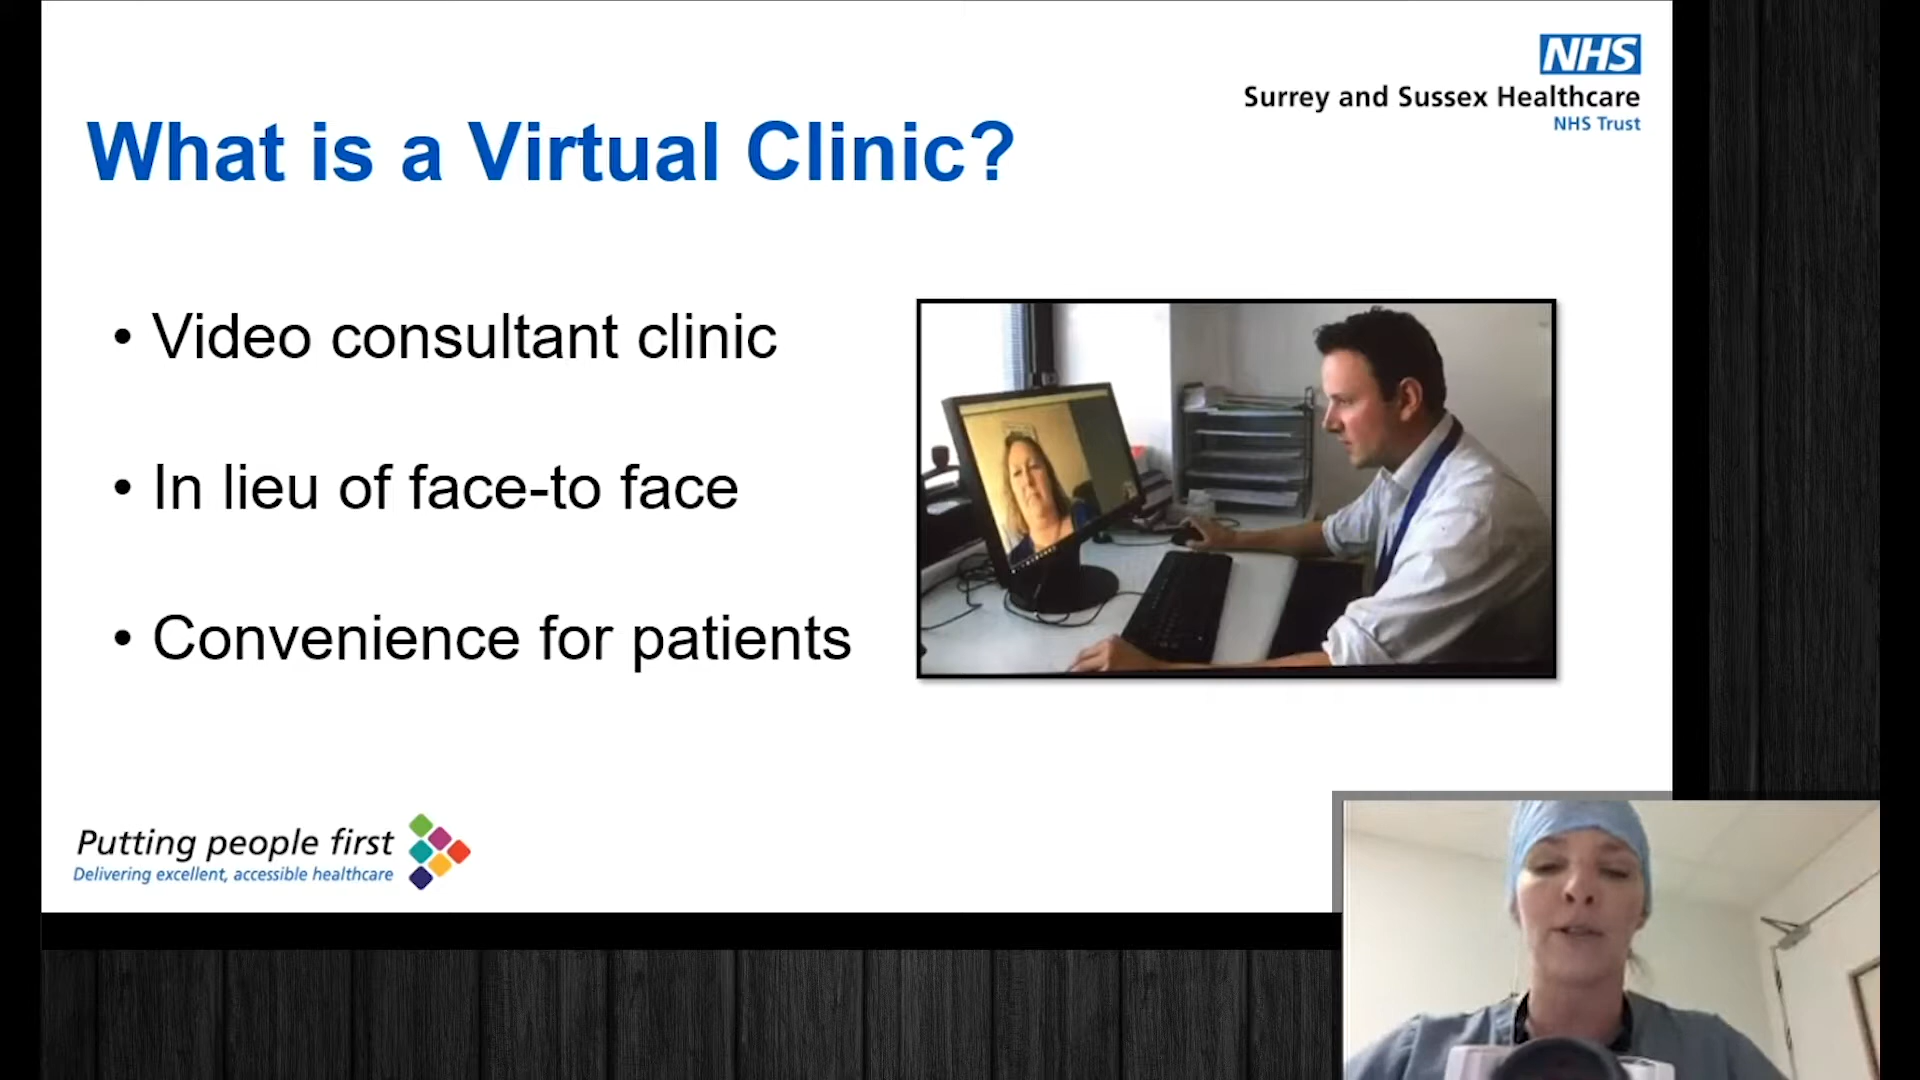 NHS
Surrey and Sussex Healthcare
NHS Trust
What is a Virtual Clinic?
• Video consultant clinic
• In lieu of face-to face
• Convenience for patients
Putting people first
Delivering excellent, accessible healthcare